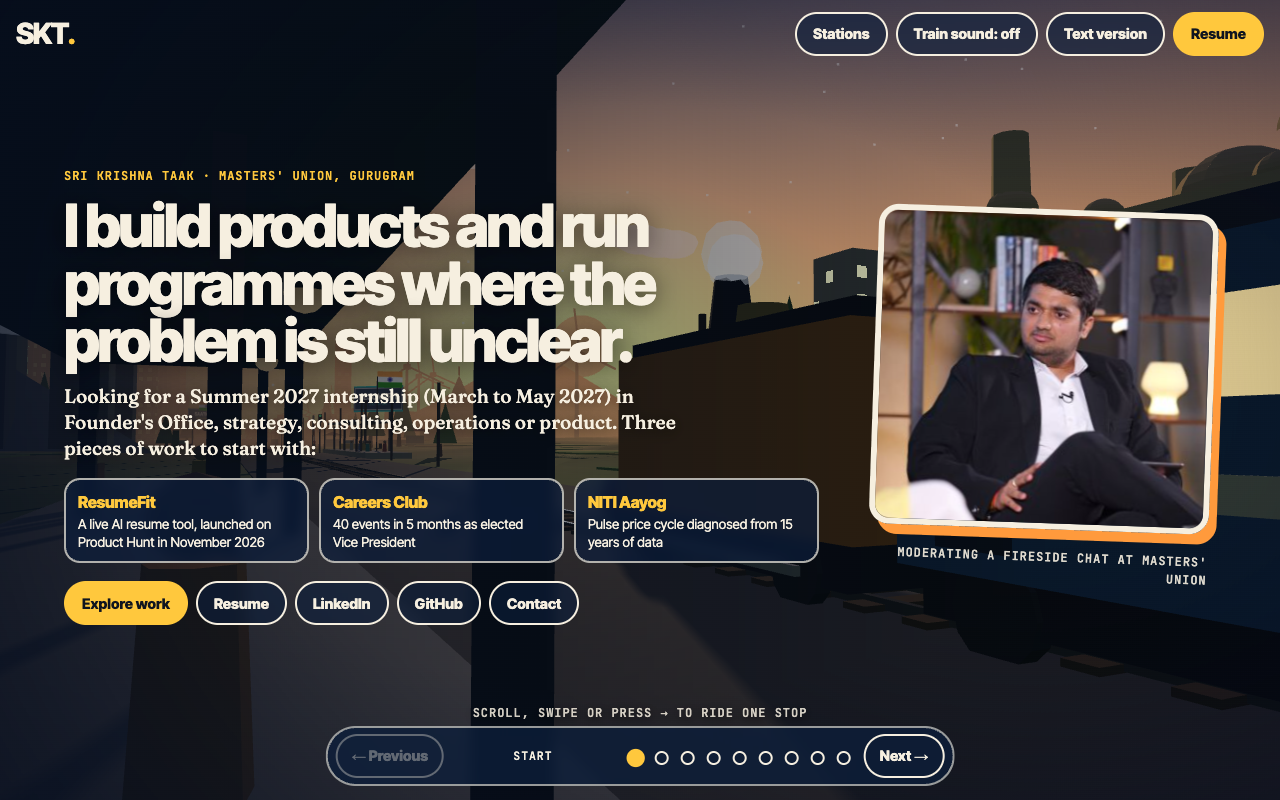 SKT.
Stations
Train sound: off
Text version
Resume
SRI KRISHNA TAAK · MASTERS' UNION, GURUGRAM
I build products and run
programmes where the
problem is still unclear.
Looking for a Summer 2027 internship (March to May 2027) in
Founder's Office, strategy, consulting, operations or product. Three
pieces of work to start with:
ResumeFit
A live AI resume tool, launched on
Product Hunt in November 2026
Careers Club
40 events in 5 months as elected
Vice President
NITI Aayog
Pulse price cycle diagnosed from 15
years of data
Explore work
Resume
LinkedIn
GitHub
Contact
MODERATING A FIRESIDE CHAT AT MASTERS'
UNION
SCROLL, SWIPE OR PRESS → TO RIDE ONE STOP
← Previous
START
Next →